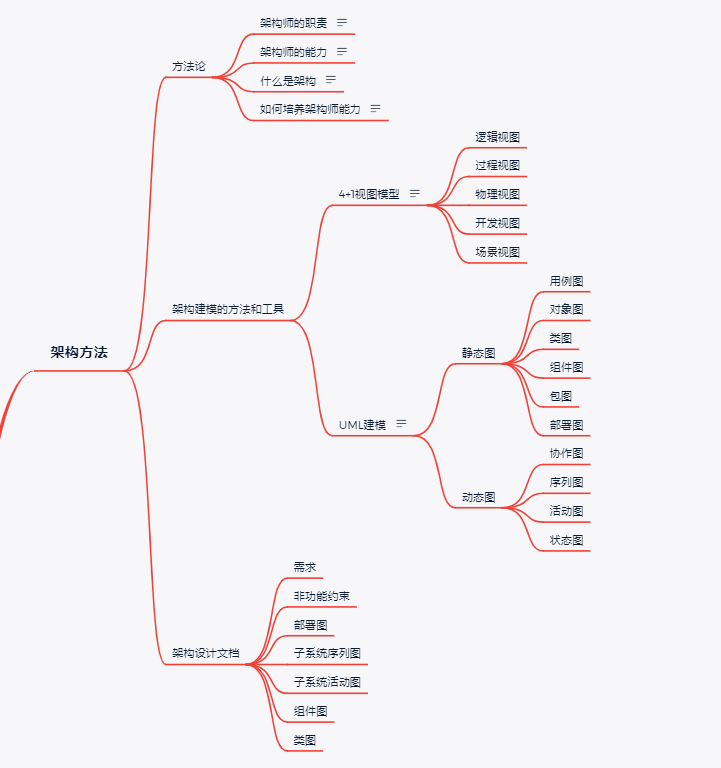 架构方法
方法论
架构师的职责
架构师的能力
什么是架构
如何培养架构师能力
架构建模的方法和工具
4+1视图模型
逻辑视图
过程视图
物理视图
开发视图
场景视图
UML建模
静态图
用例图
对象图
类图
组件图
包图
部署图
动态图
协作图
序列图
活动图
状态图
架构设计文档
需求
非功能约束
部署图
子系统序列图
子系统活动图
组件图
类图